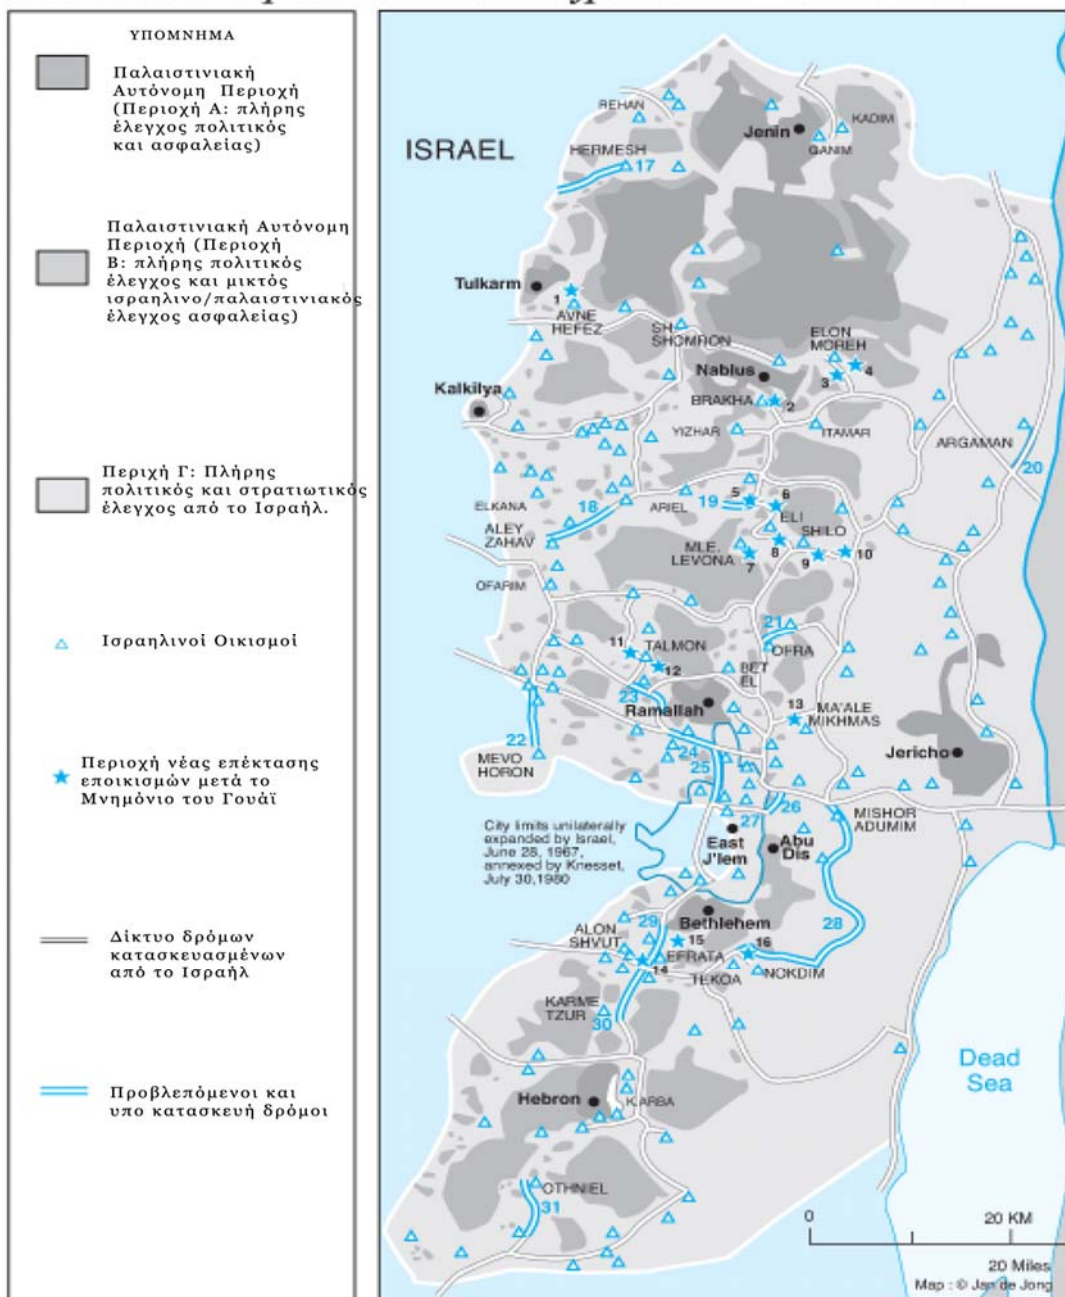 ΥΠΟΜΝΗΜΑ
Παλαιστινιακή
Αυτόνομη Περιοχή
(Περιοχή Α: πλήρης
έλεγχος πολιτικός
και ασφαλείας)
Παλαιστινιακή Αυτόνομη
Περιοχή (Περιοχή
Β: πλήρης πολιτικός
έλεγχος και μικτός
ισραηλινο/παλαιστινιακός
έλεγχος ασφαλείας)
Περιχή Γ: Πλήρης
πολιτικός και στρατιωτικός
έλεγχος από το Ισραήλ.
Ισραηλινοί Οικισμοί
Περιοχή νέας επέκτασης
εποικισμών μετά το
Μνημόνιο του Γουάϊ
Δίκτυο δρόμων
κατασκευασμένων
από το Ισραήλ
Προβλεπόμενοι και
υπο κατασκευή δρόμοι
ISRAEL
REHAN
Jenin
KADIM
GANIM
HERMESH
17
Tulkarm
1
AVNE
HEFEZ
SH.
SHOMRON
ELON
MOREH
3
4
Nablus
Kalkilya
BRAKHA
2
YIZHAR
ITAMAR
ARGAMAN
20
ELKANA
18
ARIEL
19
5
6
ELI
SHILO
ALEY
ZAHAV
MLE.
LEVONA
7
8
9
10
OFARIM
11
TALMON
12
21
OFRA
BET
EL
23
Ramallah
13
MA'ALE
MIKHMAS
Jericho
22
MEVO
HORON
24
25
26
27
MISHOR
ADUMIM
City limits unilaterally
expanded by Israel,
June 28, 1967,
annexed by Knesset,
July 30,1980
East
J'lem
Abu
Dis
Bethlehem
28
ALON
SHVUT
29
15
16
14
EFRATA
TEKOA
NOKDIM
KARME
TZUR
30
Dead
Sea
Hebron
K.ARBA
OTHNIEL
31
0
20 KM
20 Miles
Map : © Jan de Jong